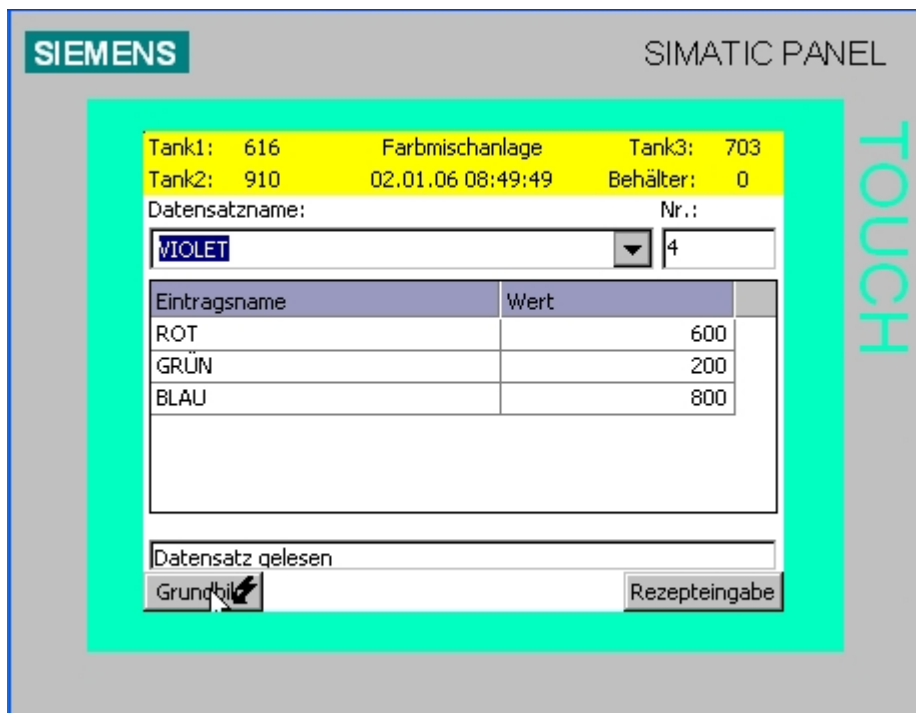 SIEMENS
SIMATIC PANEL
TOUCH
Tank1: 616 Farbmischanlage Tank3: 703
Tank2: 910 02.01.06 08:49:49 Behälter: 0
Datensatzname: Nr.:
VIOLET 4
Eintragsname Wert
ROT 600
GRÜN 200
BLAU 800
Datensatz gelesen
Grundbild Rezepteingabe